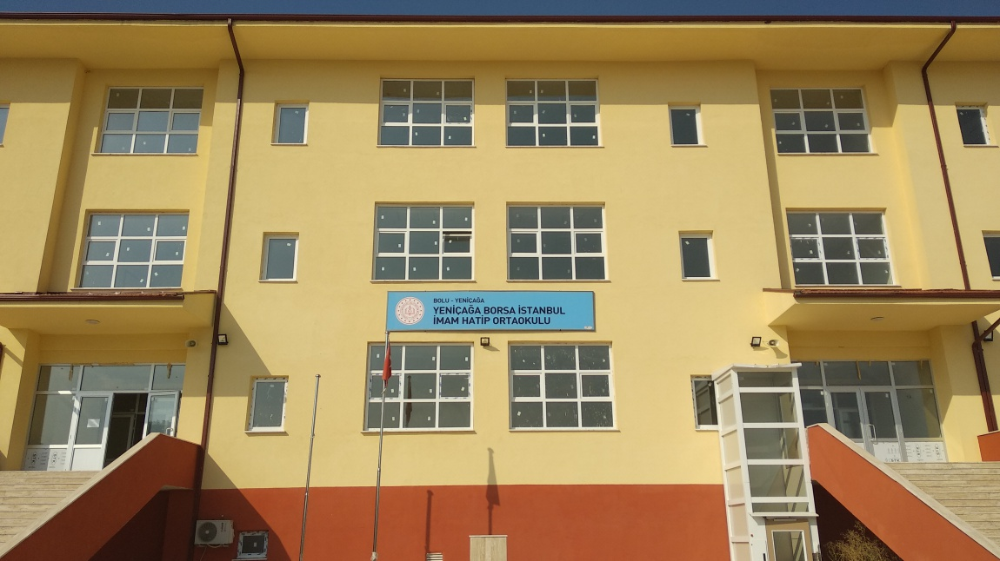 BOLU - YENİÇAĞA
YENİÇAĞA BORSA İSTANBUL
İMAM HATİP ORTAOKULU